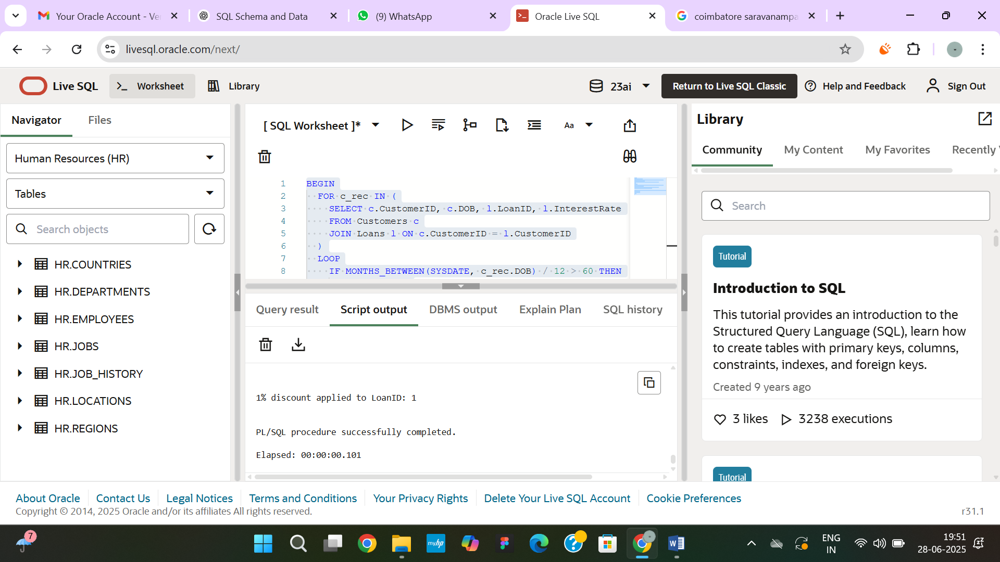 Your Oracle Account - Ve
SQL Schema and Data
(9) WhatsApp
Oracle Live SQL
coimbatore saravanampa
livesql.oracle.com/next/
Live SQL
Worksheet
Library
23ai
Return to Live SQL Classic
Help and Feedback
Sign Out
Navigator
Files
Human Resources (HR)
Tables
Search objects
HR.COUNTRIES
HR.DEPARTMENTS
HR.EMPLOYEES
HR.JOBS
HR.JOB_HISTORY
HR.LOCATIONS
HR.REGIONS
[ SQL Worksheet ]*
Aa
1 BEGIN
2 FOR c_rec IN (
3 SELECT c.CustomerID, c.DOB, l.LoanID, l.InterestRate
4 FROM Customers c
5 JOIN Loans l ON c.CustomerID = l.CustomerID
6 )
7 LOOP
8 IF MONTHS_BETWEEN(SYSDATE, c_rec.DOB) / 12 > 60 THEN
Query result
Script output
DBMS output
Explain Plan
SQL history
1% discount applied to LoanID: 1
PL/SQL procedure successfully completed.
Elapsed: 00:00:00.101
Library
Community
My Content
My Favorites
Recently
Search
Tutorial
Introduction to SQL
This tutorial provides an introduction to the
Structured Query Language (SQL), learn how
to create tables with primary keys, columns,
constraints, indexes, and foreign keys.
Created 9 years ago
3 likes
3238 executions
Tutorial
About Oracle
Contact Us
Legal Notices
Terms and Conditions
Your Privacy Rights
Delete Your Live SQL Account
Cookie Preferences
Copyright © 2014, 2025 Oracle and/or its affiliates All rights reserved.
r31.1
7
myhp
ENG
IN
19:51
28-06-2025